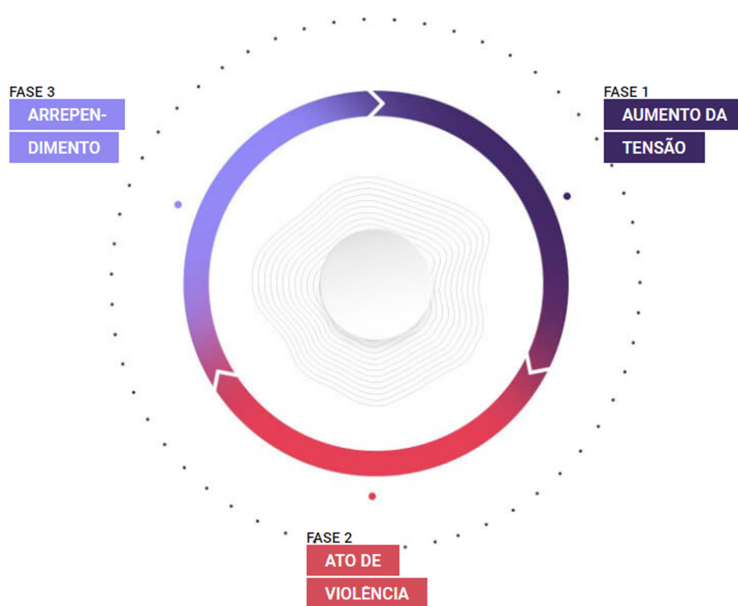 FASE 3
ARREPEN-
DIMENTO
FASE 1
AUMENTO DA
TENSÃO
FASE 2
ATO DE
VIOLÊNCIA